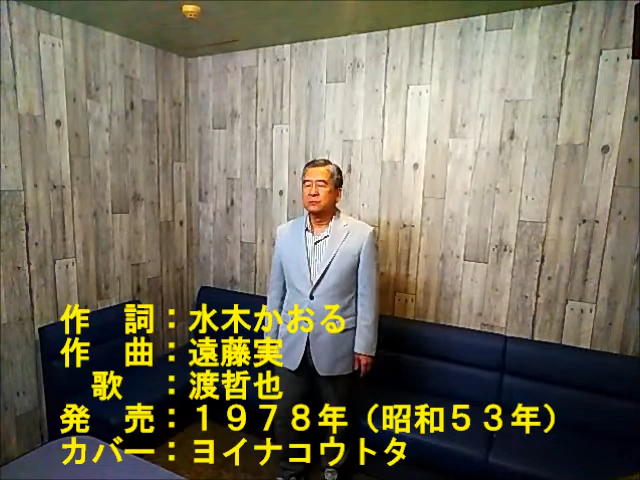 作　詞：水木かおる
作　曲：遠藤実
歌　：渡哲也
発　売：１９７８年（昭和５３年）
カバー：ヨイナコウトタ